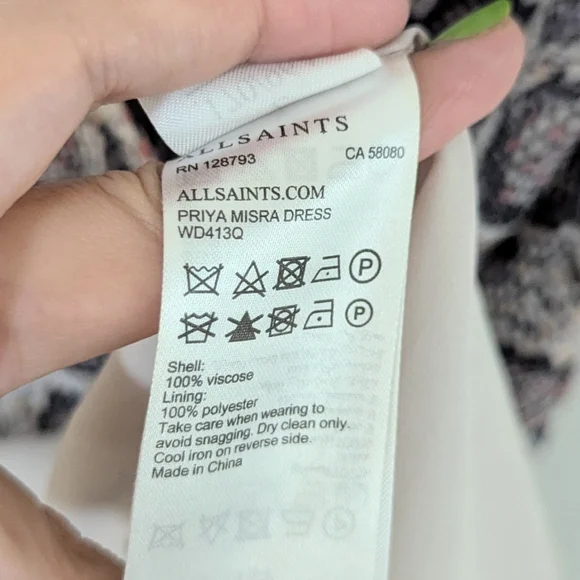 ALLSAINTS
RN 128793 CA 58080
ALLSAINTS.COM
PRIYA MISRA DRESS
WD413Q
P
P
Shell:
100% viscose
Lining:
100% polyester
Take care when wearing to
avoid snagging. Dry clean only.
Cool iron on reverse side.
Made in China